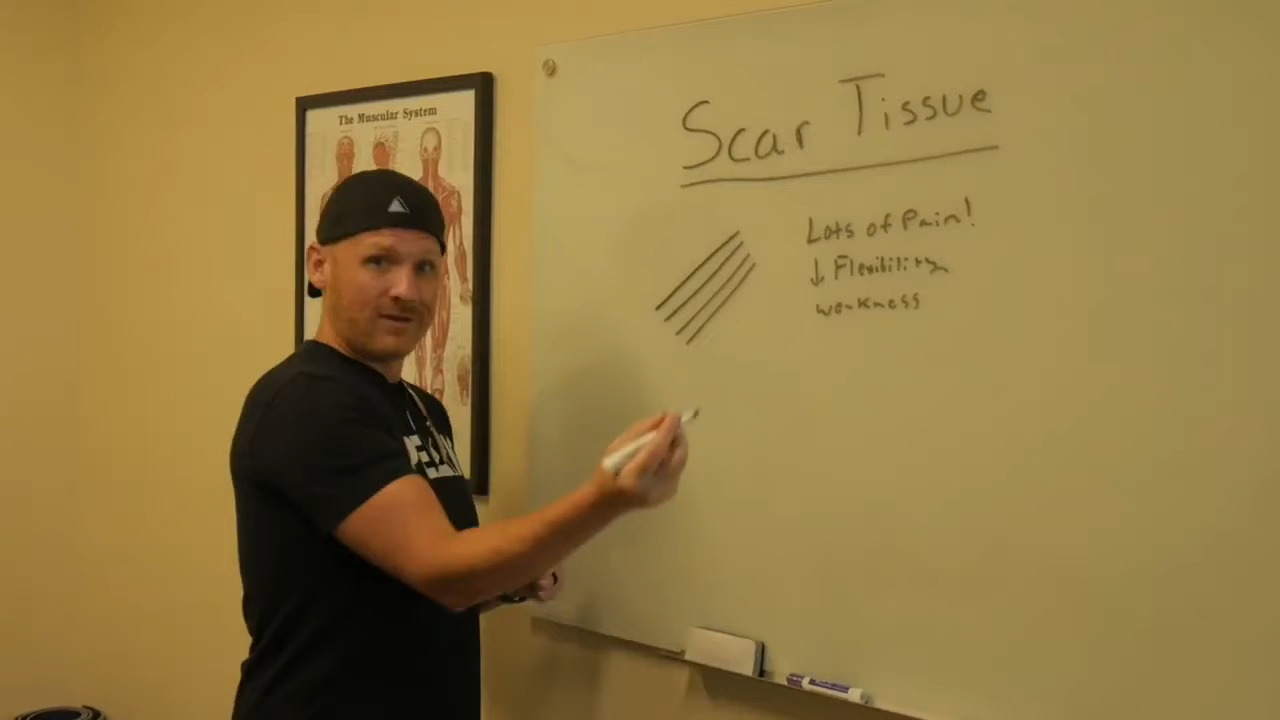 The Muscular System
Scar Tissue
Lots of Pain!
↓ Flexibility
weakness